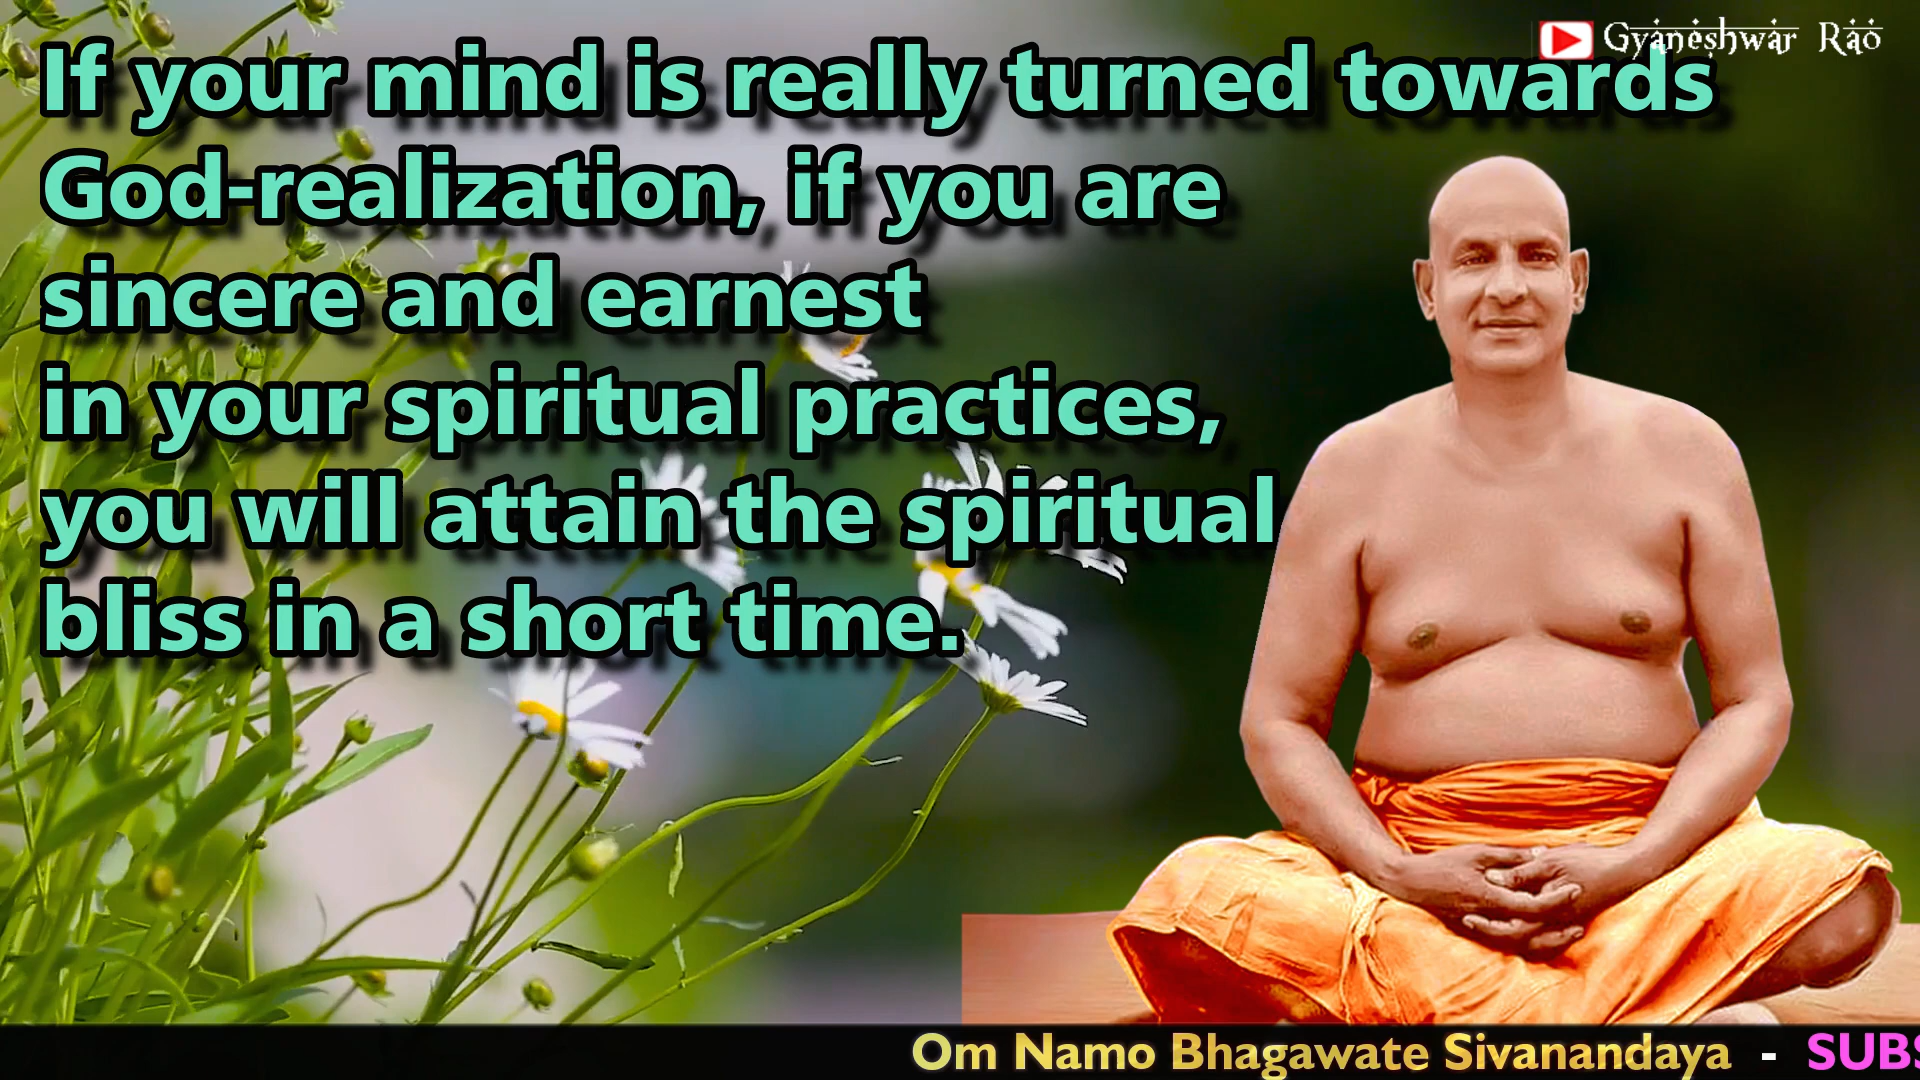 Gyaneshwar Rao
If your mind is really turned towards
God-realization, if you are
sincere and earnest
in your spiritual practices,
you will attain the spiritual
bliss in a short time.
Om Namo Bhagawate Sivanandaya - SUBS